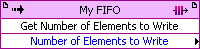 My FIFO
Get Number of Elements to Write
Number of Elements to Write